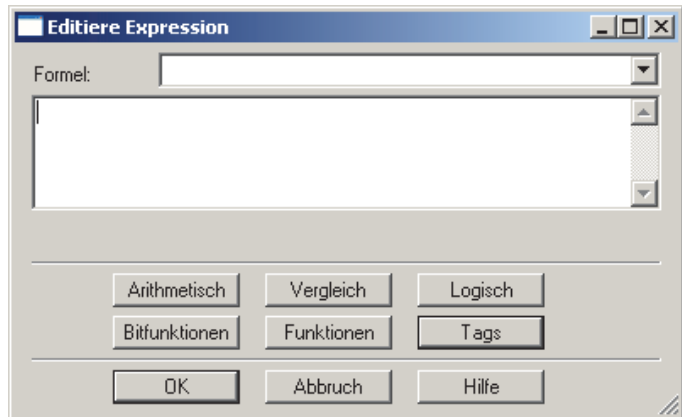 Editiere Expression
Formel:
Arithmetisch Vergleich Logisch
Bitfunktionen Funktionen Tags
OK Abbruch Hilfe